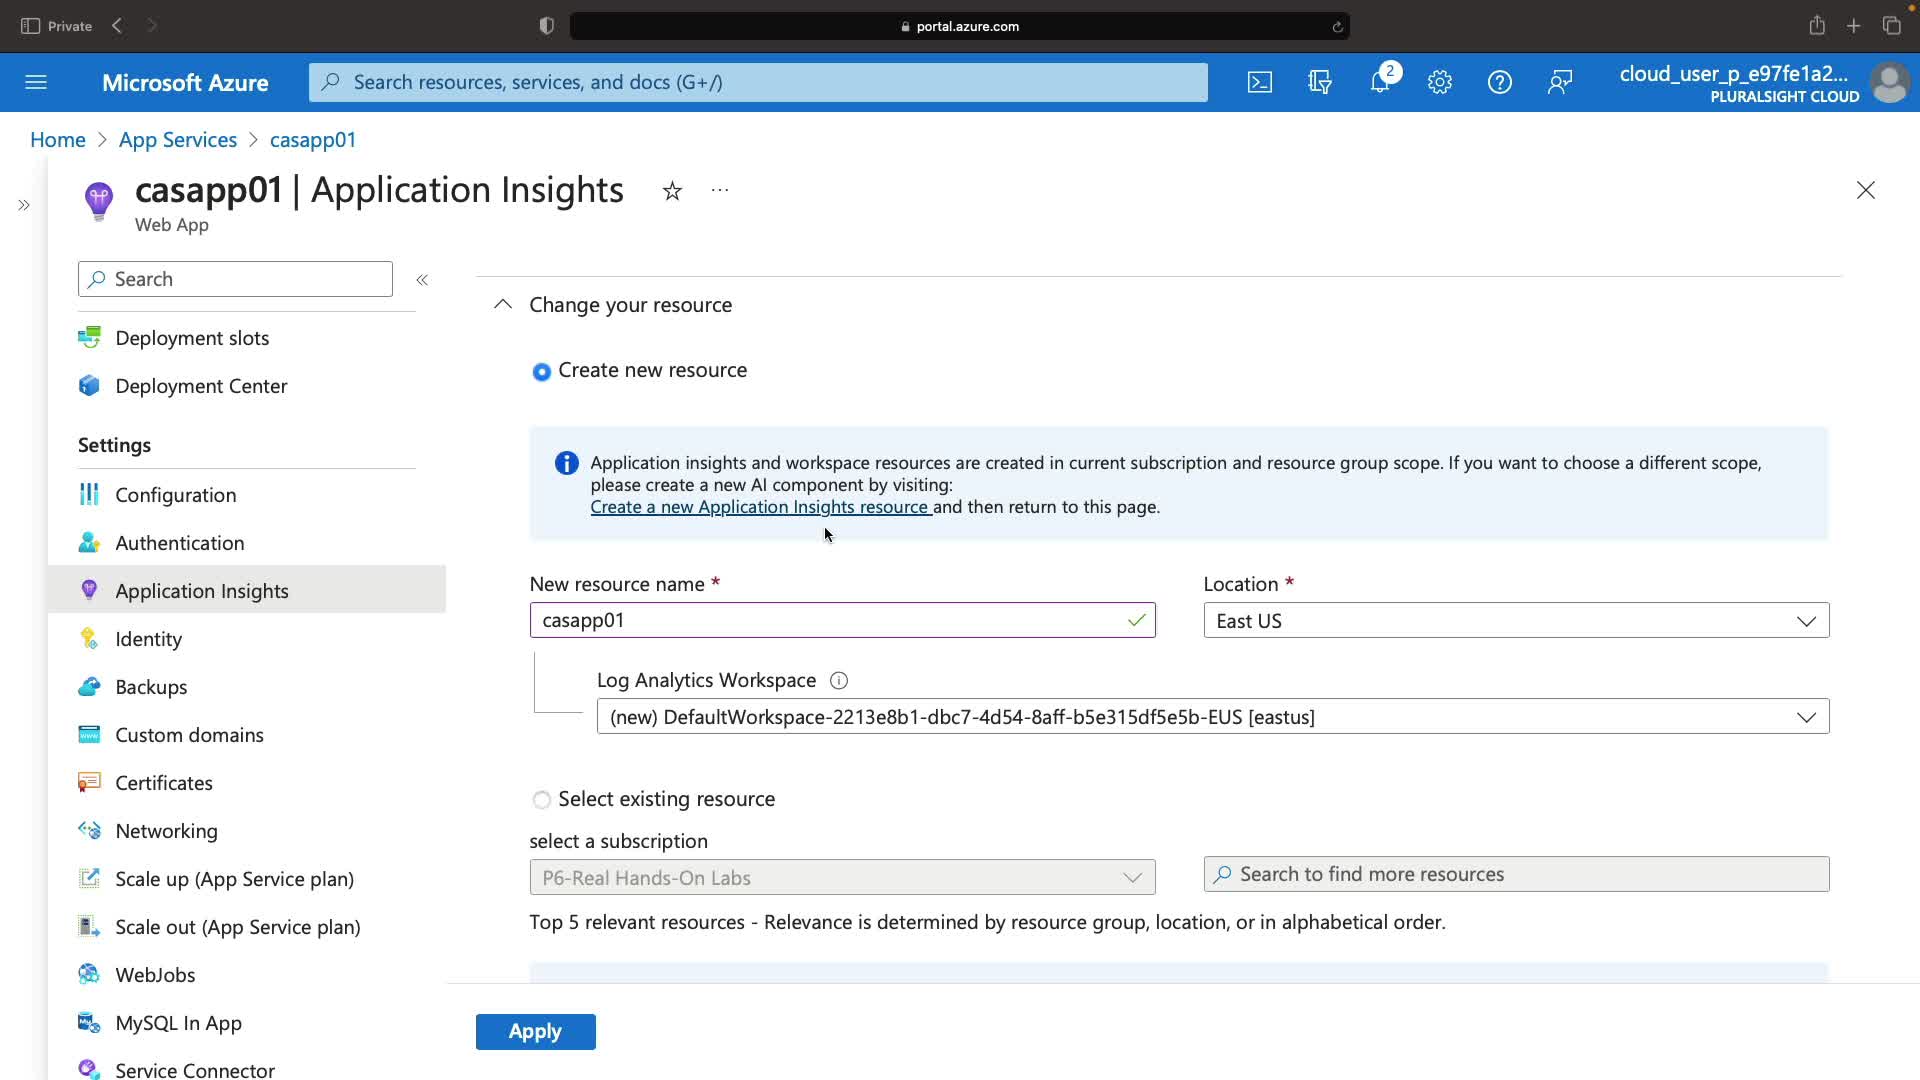 Private
portal.azure.com
Microsoft Azure
Search resources, services, and docs (G+/)
2
cloud_user_p_e97fe1a2...
PLURALSIGHT CLOUD
Home > App Services > casapp01
casapp01 | Application Insights
Web App
Search
Deployment slots
Deployment Center
Settings
Configuration
Authentication
Application Insights
Identity
Backups
Custom domains
Certificates
Networking
Scale up (App Service plan)
Scale out (App Service plan)
WebJobs
MySQL In App
Service Connector
Change your resource
Create new resource
Application insights and workspace resources are created in current subscription and resource group scope. If you want to choose a different scope,
please create a new AI component by visiting:
Create a new Application Insights resource and then return to this page.
New resource name *
casapp01
Location *
East US
Log Analytics Workspace
(new) DefaultWorkspace-2213e8b1-dbc7-4d54-8aff-b5e315df5e5b-EUS [eastus]
Select existing resource
select a subscription
P6-Real Hands-On Labs
Search to find more resources
Top 5 relevant resources - Relevance is determined by resource group, location, or in alphabetical order.
Apply